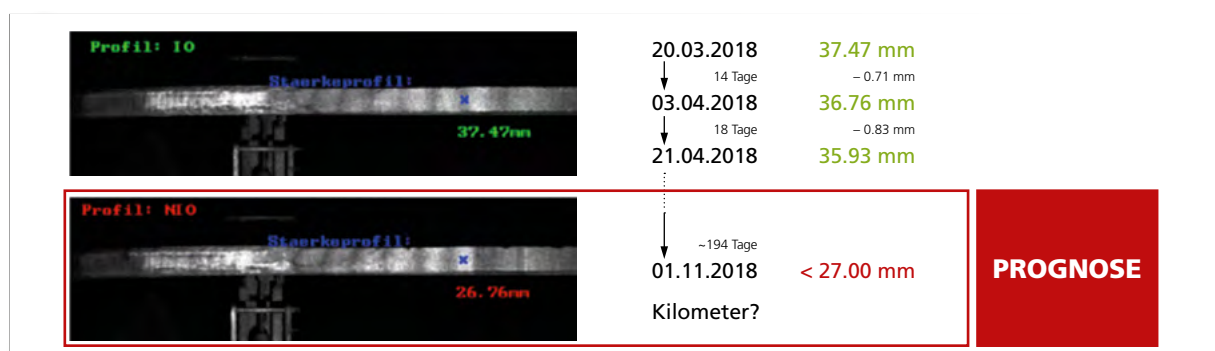 Profil: IO
Staerkeprofil:
37.47mm
20.03.2018 37.47 mm
14 Tage – 0.71 mm
03.04.2018 36.76 mm
18 Tage – 0.83 mm
21.04.2018 35.93 mm
Profil: NIO
Staerkeprofil:
26.76mm
~194 Tage
01.11.2018 < 27.00 mm
Kilometer?
PROGNOSE